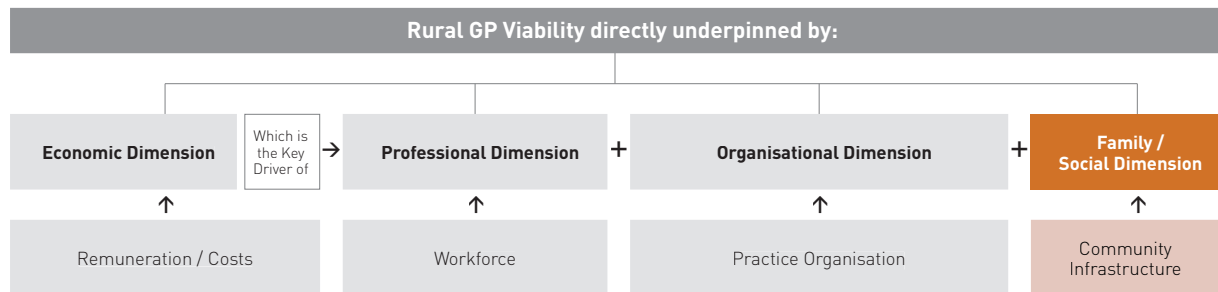 Rural GP Viability directly underpinned by:
Economic Dimension
Which is
the Key
Driver of
→
Professional Dimension
+
Organisational Dimension
+
Family /
Social Dimension
Remuneration / Costs
Workforce
Practice Organisation
Community
Infrastructure